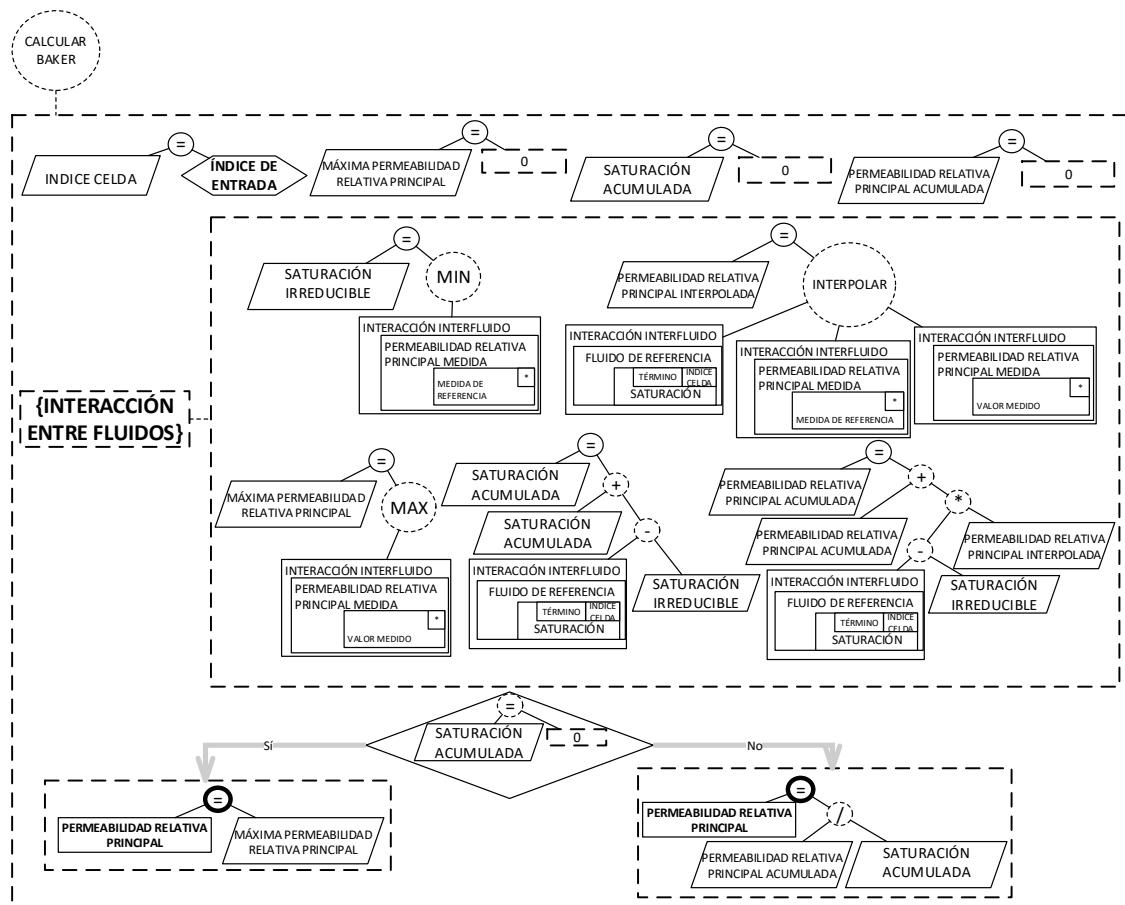 CALCULAR
BAKER
=
INDICE CELDA
ÍNDICE DE
ENTRADA
=
MÁXIMA PERMEABILIDAD
RELATIVA PRINCIPAL
0
=
SATURACIÓN
ACUMULADA
0
=
PERMEABILIDAD RELATIVA
PRINCIPAL ACUMULADA
0
{INTERACCIÓN
ENTRE FLUIDOS}
=
SATURACIÓN
IRREDUCIBLE
MIN
INTERACCIÓN INTERFLUIDO
PERMEABILIDAD RELATIVA
PRINCIPAL MEDIDA
*
MEDIDA DE
REFERENCIA
=
PERMEABILIDAD RELATIVA
PRINCIPAL INTERPOLADA
INTERPOLAR
INTERACCIÓN INTERFLUIDO
FLUIDO DE REFERENCIA
TÉRMINO
ÍNDICE
CELDA
SATURACIÓN
INTERACCIÓN INTERFLUIDO
PERMEABILIDAD RELATIVA
PRINCIPAL MEDIDA
*
MEDIDA DE REFERENCIA
INTERACCIÓN INTERFLUIDO
PERMEABILIDAD RELATIVA
PRINCIPAL MEDIDA
*
VALOR MEDIDO
=
MÁXIMA PERMEABILIDAD
RELATIVA PRINCIPAL
MAX
INTERACCIÓN INTERFLUIDO
PERMEABILIDAD RELATIVA
PRINCIPAL MEDIDA
*
VALOR MEDIDO
=
SATURACIÓN
ACUMULADA
+
SATURACIÓN
ACUMULADA
-
INTERACCIÓN INTERFLUIDO
FLUIDO DE REFERENCIA
TÉRMINO
ÍNDICE
CELDA
SATURACIÓN
SATURACIÓN
IRREDUCIBLE
=
PERMEABILIDAD RELATIVA
PRINCIPAL ACUMULADA
+
PERMEABILIDAD RELATIVA
PRINCIPAL ACUMULADA
*
-
PERMEABILIDAD RELATIVA
PRINCIPAL INTERPOLADA
INTERACCIÓN INTERFLUIDO
FLUIDO DE REFERENCIA
TÉRMINO
ÍNDICE
CELDA
SATURACIÓN
SATURACIÓN
IRREDUCIBLE
=
SATURACIÓN
ACUMULADA
0
Sí
No
=
PERMEABILIDAD RELATIVA
PRINCIPAL
MÁXIMA PERMEABILIDAD
RELATIVA PRINCIPAL
=
PERMEABILIDAD RELATIVA
PRINCIPAL
/
PERMEABILIDAD RELATIVA
PRINCIPAL ACUMULADA
SATURACIÓN
ACUMULADA